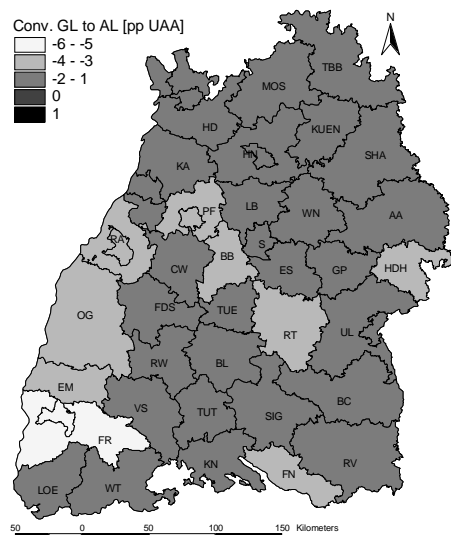 Conv. GL to AL [pp UAA]
-6 - -5
-4 - -3
-2 - 1
0
1
N
TBB
MOS
HD
KUEN
HN
SHA
KA
PF
LB
WN
AA
RA
S
BB
CW
ES
GP
HDH
OG
FDS
TUE
RT
UL
RW
BL
EM
BC
VS
TUT
SIG
FR
KN
FN
RV
LOE
WT
50 0 50 100 150 Kilometers